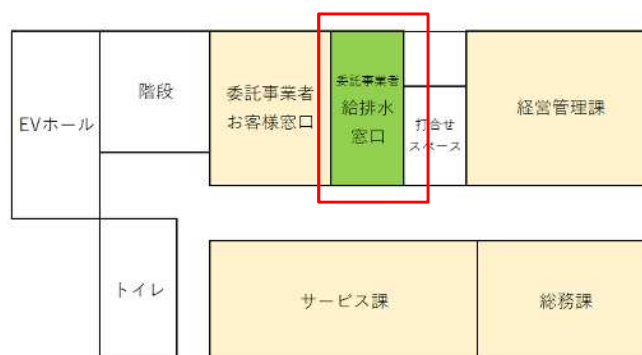 EVホール
階段
委託事業者
お客様窓口
委託事業者
給排水
窓口
打合せ
スペース
経営管理課
トイレ
サービス課
総務課